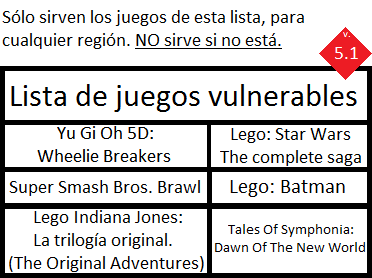 Sólo sirven los juegos de esta lista, para
cualquier región. NO sirve si no está.
v.
5.1
Lista de juegos vulnerables
Yu Gi Oh 5D:
Wheelie Breakers
Lego: Star Wars
The complete saga
Super Smash Bros. Brawl
Lego: Batman
Lego Indiana Jones:
La trilogía original.
(The Original Adventures)
Tales Of Symphonia:
Dawn Of The New World